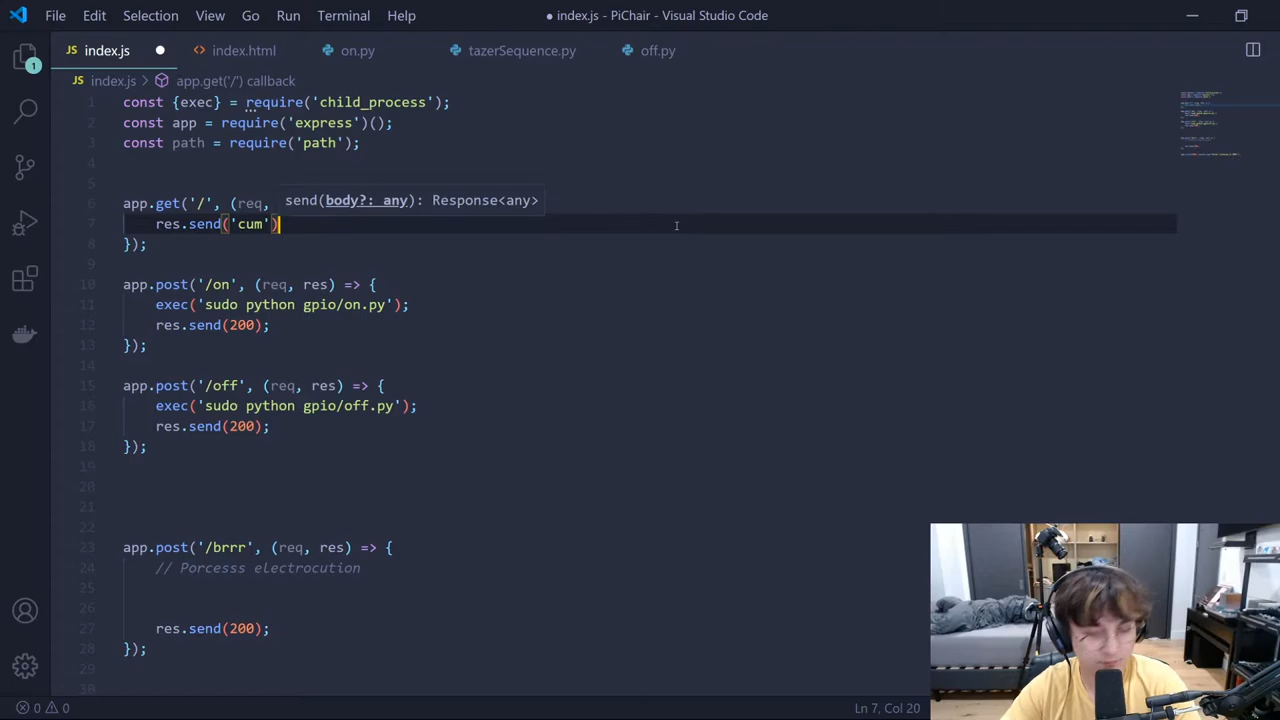 File Edit Selection View Go Run Terminal Help ● index.js - PiChair - Visual Studio Code
1
JS index.js ● <> index.html on.py tazerSequence.py off.py
JS index.js > app.get('/') callback
1 const {exec} = require('child_process');
2 const app = require('express')();
3 const path = require('path');
4
5
send(body?: any): Response<any>
6 app.get('/', (req,
7 res.send('cum')
8 });
9
10 app.post('/on', (req, res) => {
11 exec('sudo python gpio/on.py');
12 res.send(200);
13 });
14
15 app.post('/off', (req, res) => {
16 exec('sudo python gpio/off.py');
17 res.send(200);
18 });
19
20
21
22
23 app.post('/brrr', (req, res) => {
24 // Porcesss electrocution
25
26
27 res.send(200);
28 });
29
30
0 0 Ln 7, Col 20